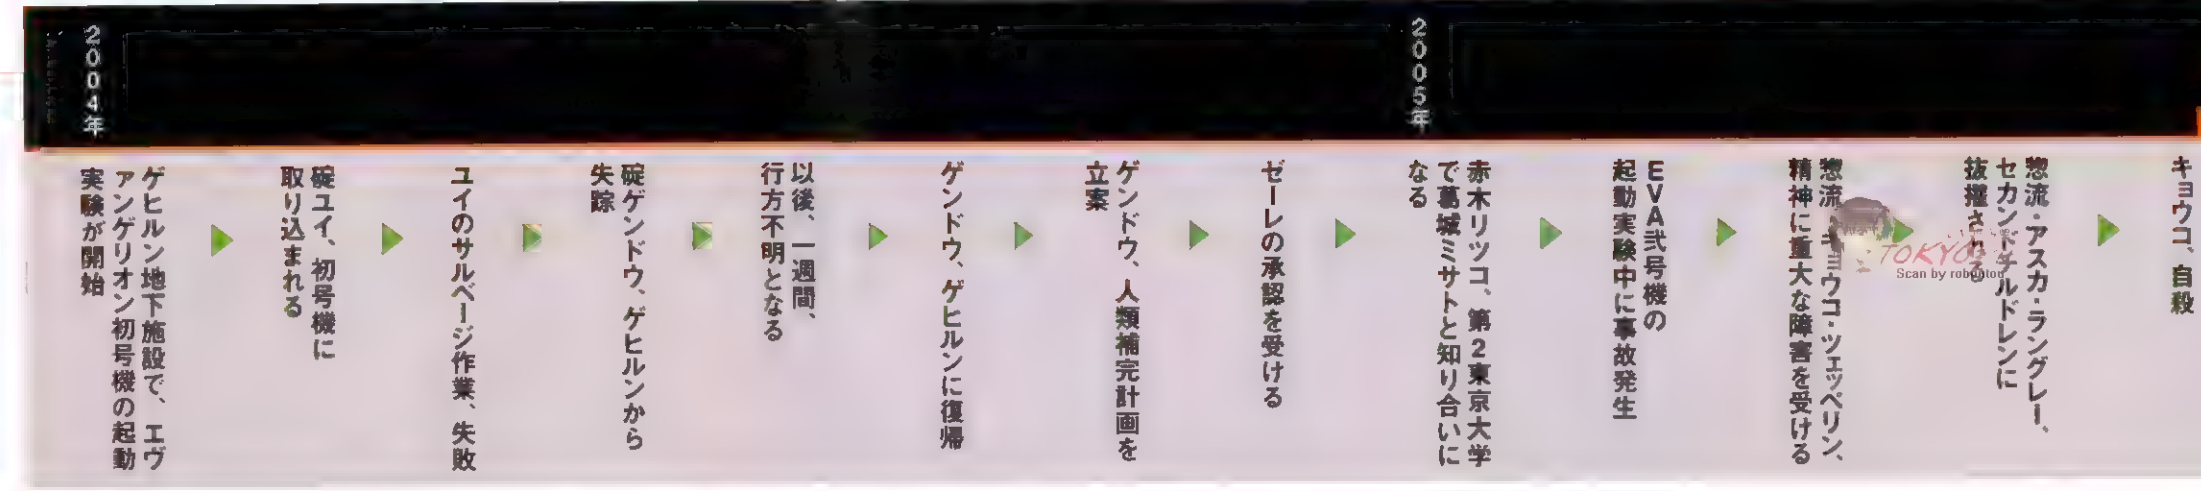 2004年
ゲヒルン地下施設で、エヴ
ァンゲリオン初号機の起動
実験が開始
碇ユイ、初号機に
取り込まれる
ユイのサルベージ作業、失敗
碇ゲンドウ、ゲヒルンから
失踪
以後、一週間、
行方不明となる
ゲンドウ、ゲヒルンに復帰
ゲンドウ、人類補完計画を
立案
ゼーレの承認を受ける
2005年
赤木リツコ、第2東京大学
で葛城ミサトと知り合いに
なる
EVA弐号機の
起動実験中に事故発生
惣流・キョウコ・ツェッペリン、
精神に重大な障害を受ける
惣流・アスカ・ラングレー、
セカンドチルドレンに
抜擢される
キョウコ、自殺
TOKYO
Scan by robogtou